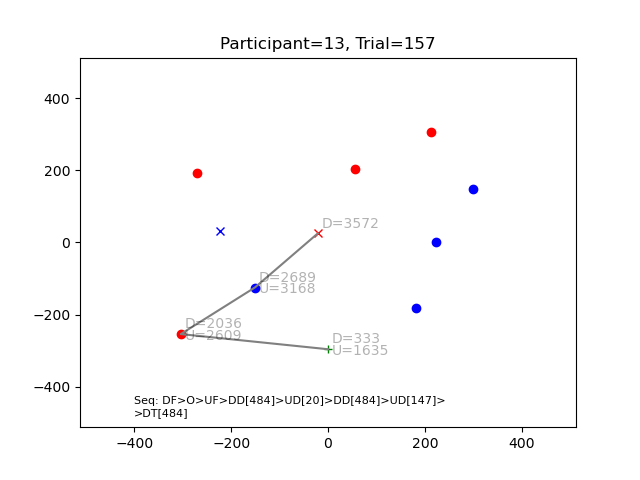 Participant=13, Trial=157
400
200
0
−200
−400
D=3572
D=2689
U=3168
D=2036
U=2609
D=333
U=1635
Seq: DF>O>UF>DD[484]>UD[20]>DD[484]>UD[147]>
>DT[484]
−400
−200
0
200
400